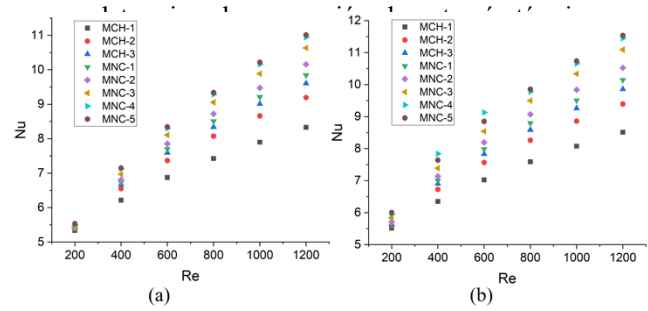 MCH-1
MCH-2
MCH-3
MNC-1
MNC-2
MNC-3
MNC-4
MNC-5
11
10
9
8
7
6
5
Nu
200 400 600 800 1000 1200
Re
(a)
MCH-1
MCH-2
MCH-3
MNC-1
MNC-2
MNC-3
MNC-4
MNC-5
12
11
10
9
8
7
6
5
Nu
200 400 600 800 1000 1200
Re
(b)